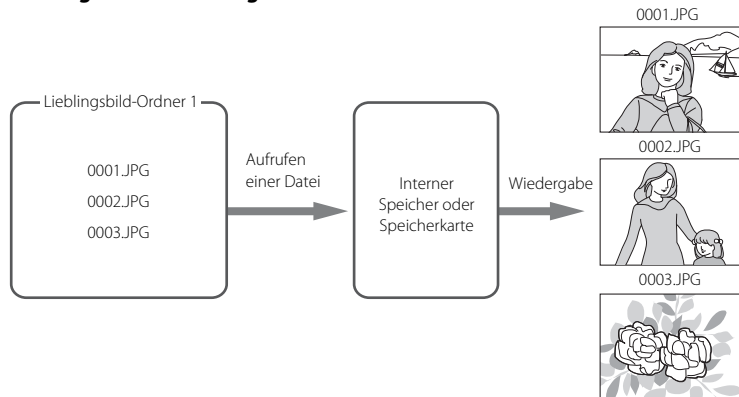 Lieblingsbild-Ordner 1
0001.JPG
0002.JPG
0003.JPG
Aufrufen
einer Datei
Interner
Speicher oder
Speicherkarte
Wiedergabe
0001.JPG
0002.JPG
0003.JPG